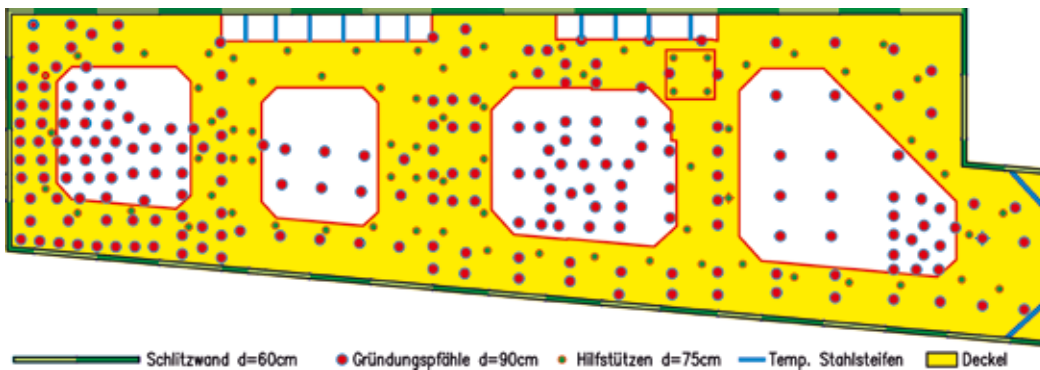 Schlitzwand d=60cm Gründungspfähle d=90cm Hilfstützen d=75cm Temp. Stahlsteifen Deckel